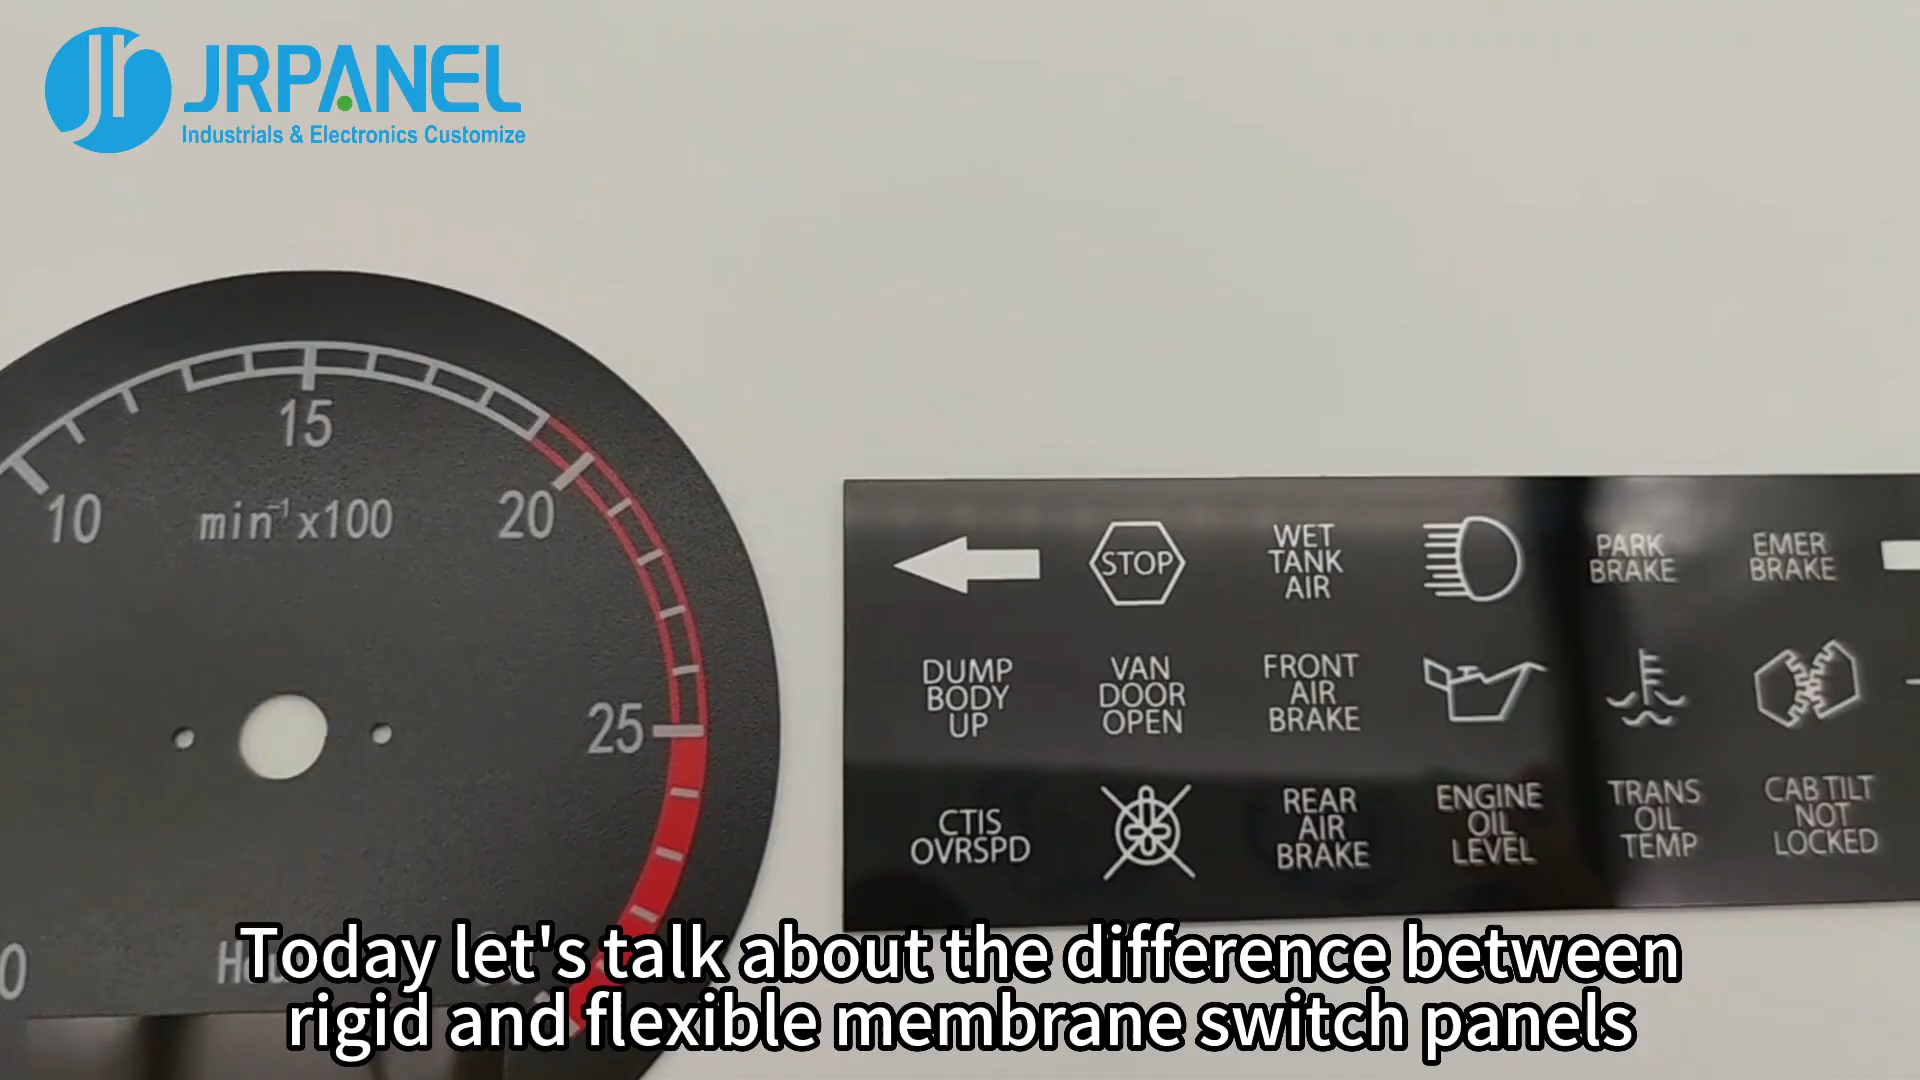 JRPANEL
Industrials & Electronics Customize
15
10
min⁻¹x100
20
25
0
STOP
WET
TANK
AIR
PARK
BRAKE
EMER
BRAKE
DUMP
BODY
UP
VAN
DOOR
OPEN
FRONT
AIR
BRAKE
CTIS
OVRSPD
REAR
AIR
BRAKE
ENGINE
OIL
LEVEL
TRANS
OIL
TEMP
CAB TILT
NOT
LOCKED
Today let's talk about the difference between
rigid and flexible membrane switch panels